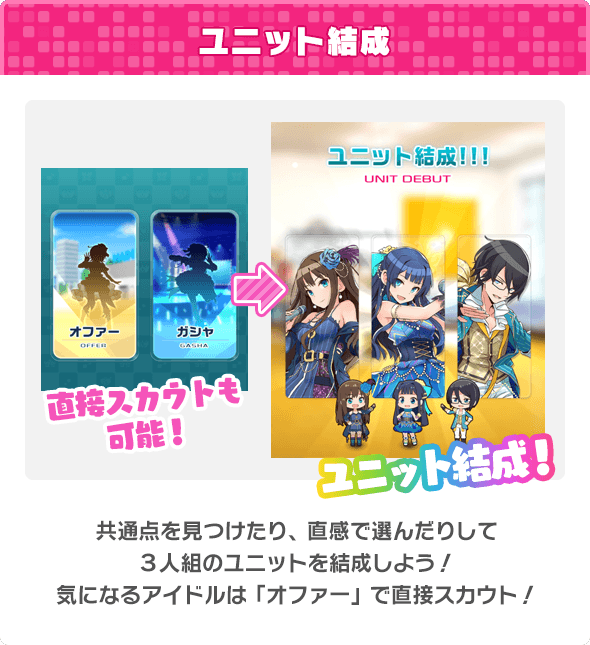 ユニット結成
ユニット結成!!!
UNIT DEBUT
オファー
OFFER
ガシャ
GASHA
直接スカウトも
可能！
ユニット結成！
共通点を見つけたり、直感で選んだりして
３人組のユニットを結成しよう！
気になるアイドルは「オファー」で直接スカウト！